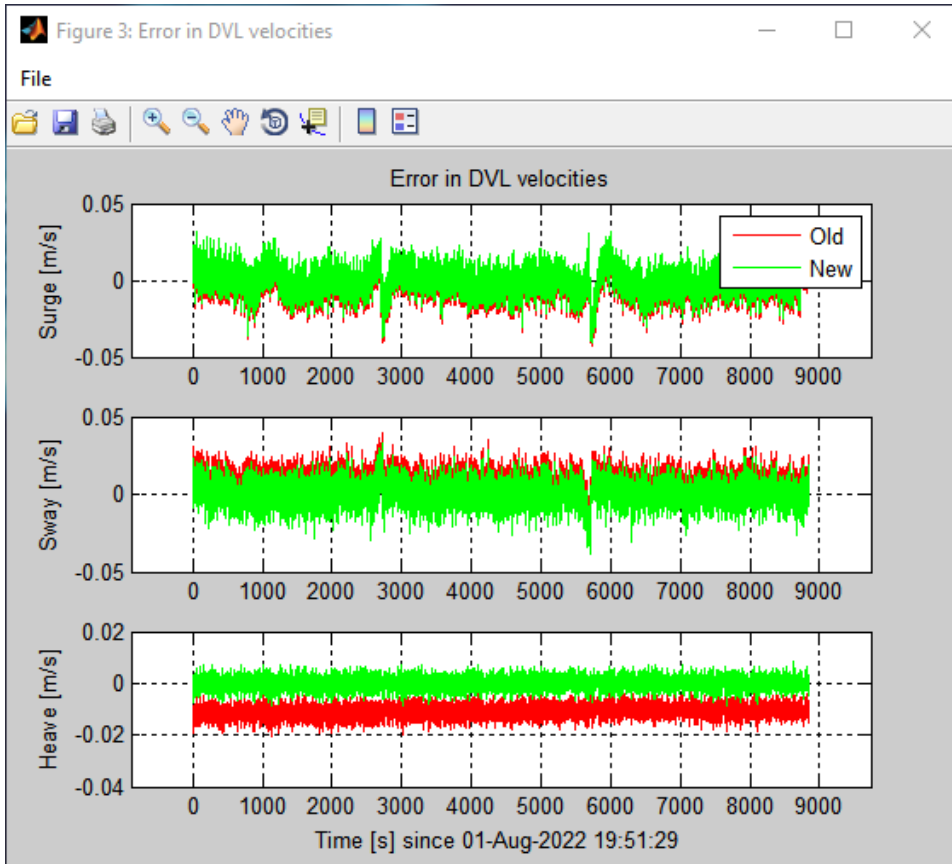 Figure 3: Error in DVL velocities
File
Error in DVL velocities
Surge [m/s]
0.05
0
-0.05
Old
New
0 1000 2000 3000 4000 5000 6000 7000 8000 9000
Sway [m/s]
0.05
0
-0.05
0 1000 2000 3000 4000 5000 6000 7000 8000 9000
Heave [m/s]
0.02
0
-0.02
-0.04
0 1000 2000 3000 4000 5000 6000 7000 8000 9000
Time [s] since 01-Aug-2022 19:51:29